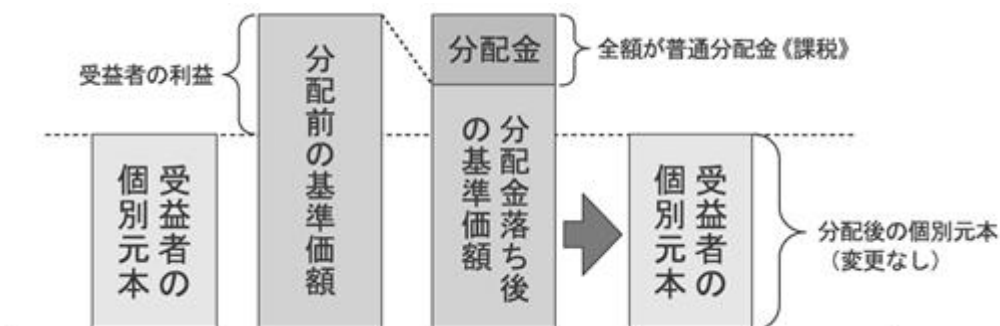 受益者の利益
受益者の
個別元本
分配前の基準価額
分配金
分配金落ち後
の基準価額
全額が普通分配金《課税》
受益者の
個別元本
分配後の個別元本
（変更なし）